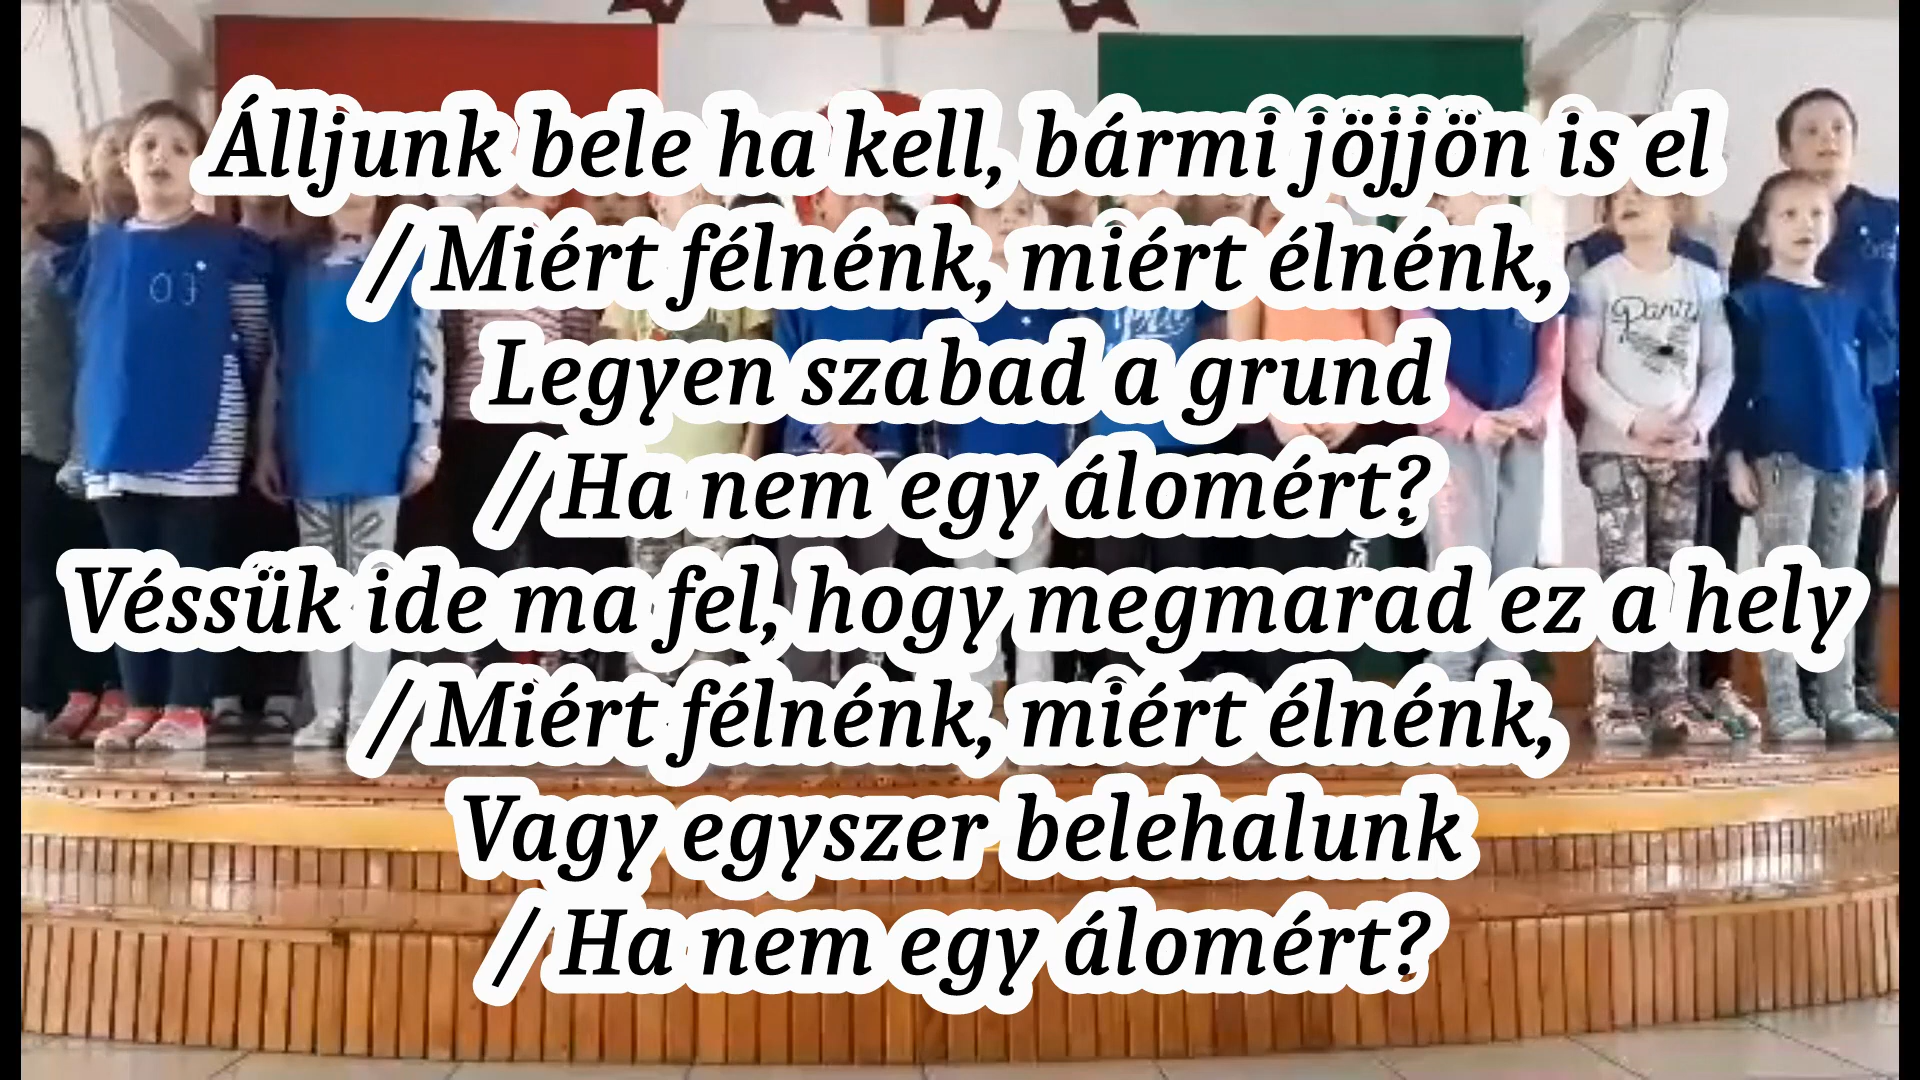 Álljunk bele ha kell, bármi jöjjön is el
/ Miért félnénk, miért élnénk,
Legyen szabad a grund
/ Ha nem egy álomért?
Véssük ide ma fel, hogy megmarad ez a hely
/ Miért félnénk, miért élnénk,
Vagy egyszer belehalunk
/ Ha nem egy álomért?